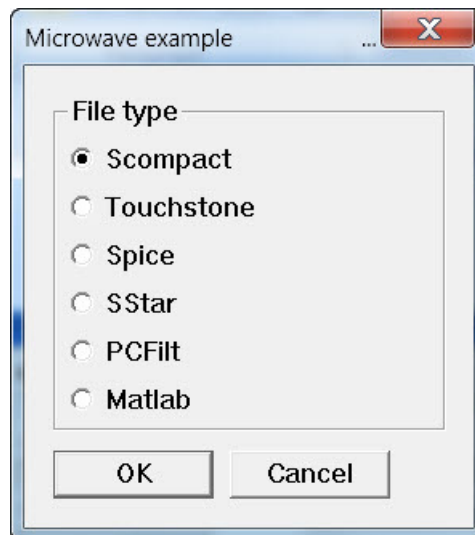 Microwave example ...
File type
Scompact
Touchstone
Spice
SStar
PCFilt
Matlab
OK Cancel